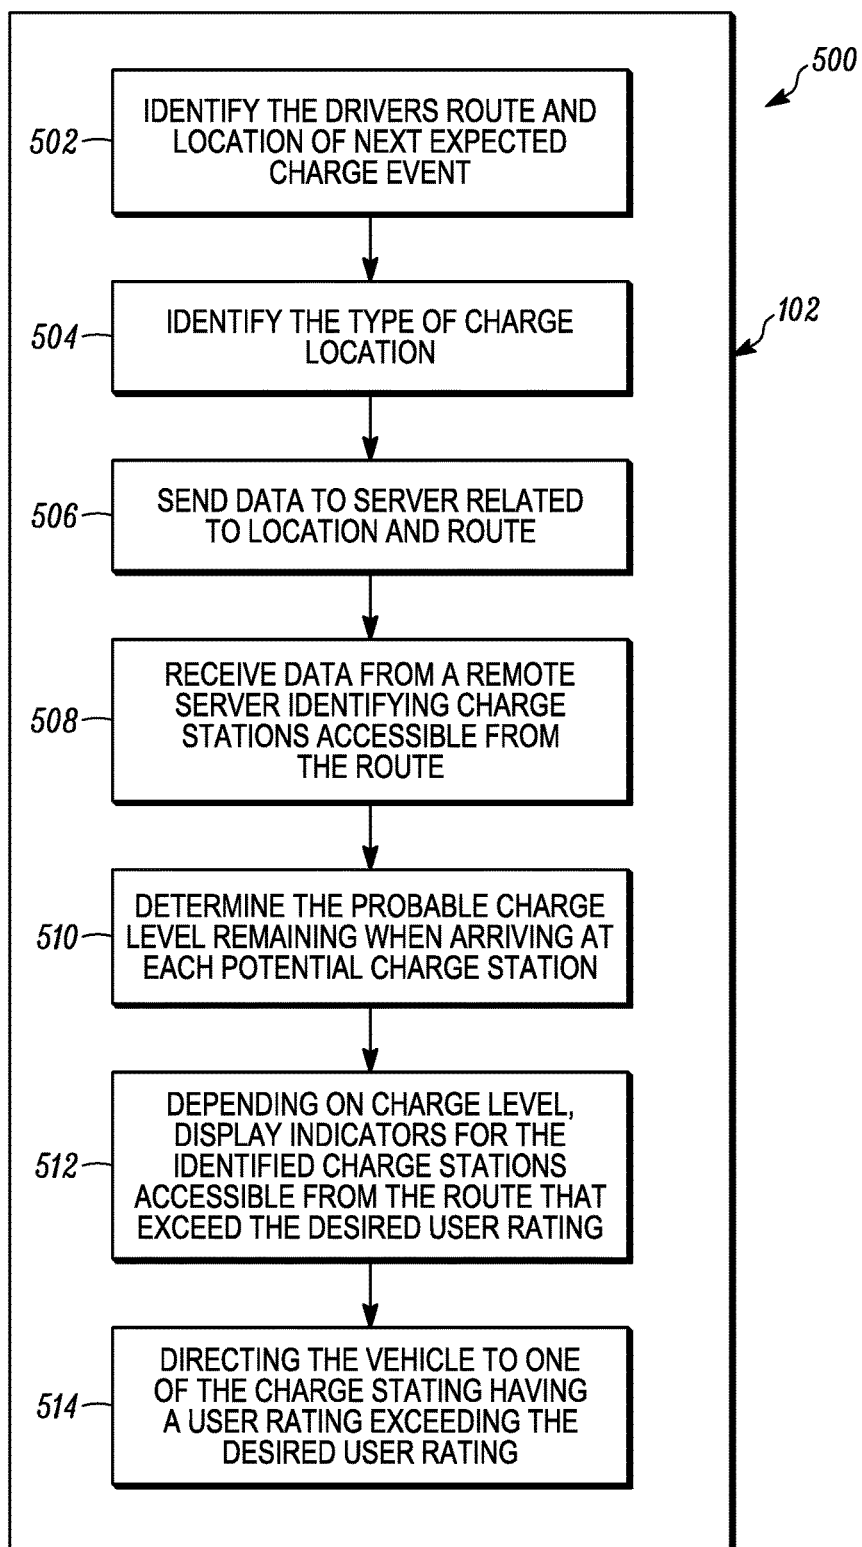 500
IDENTIFY THE DRIVERS ROUTE AND
LOCATION OF NEXT EXPECTED
CHARGE EVENT
502
IDENTIFY THE TYPE OF CHARGE
LOCATION
504
102
SEND DATA TO SERVER RELATED
TO LOCATION AND ROUTE
506
RECEIVE DATA FROM A REMOTE
SERVER IDENTIFYING CHARGE
STATIONS ACCESSIBLE FROM
THE ROUTE
508
DETERMINE THE PROBABLE CHARGE
LEVEL REMAINING WHEN ARRIVING AT
EACH POTENTIAL CHARGE STATION
510
DEPENDING ON CHARGE LEVEL,
DISPLAY INDICATORS FOR THE
IDENTIFIED CHARGE STATIONS
ACCESSIBLE FROM THE ROUTE THAT
EXCEED THE DESIRED USER RATING
512
DIRECTING THE VEHICLE TO ONE
OF THE CHARGE STATING HAVING
A USER RATING EXCEEDING THE
DESIRED USER RATING
514